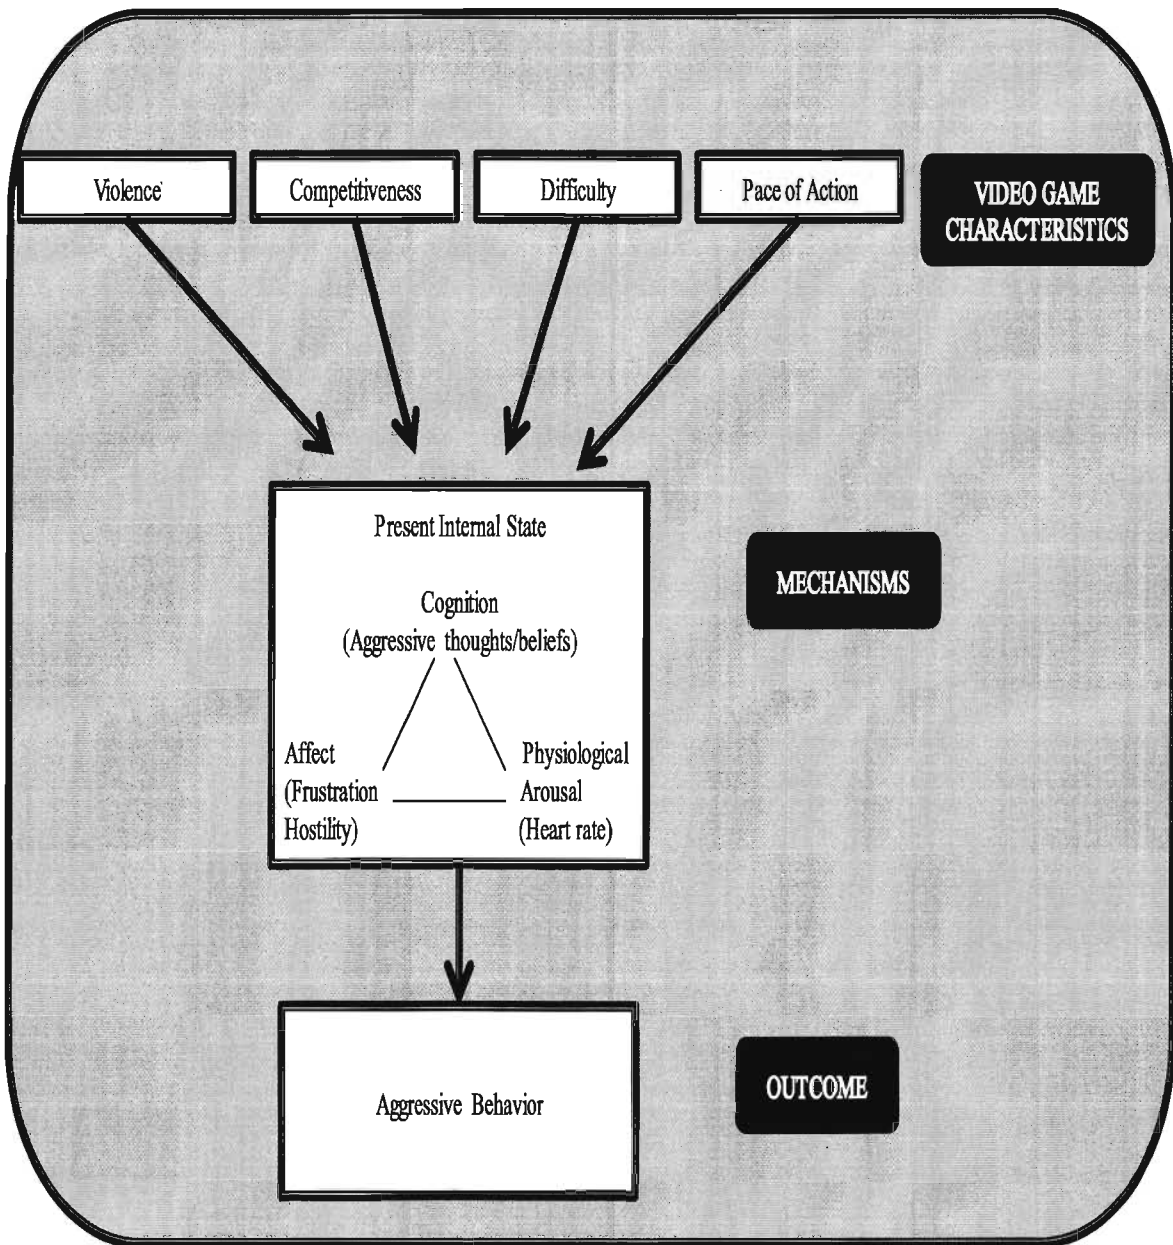 Violence
Competitiveness
Difficulty
Pace of Action
VIDEO GAME
CHARACTERISTICS
Present Internal State
MECHANISMS
Cognition
(Aggressive thoughts/beliefs)
Affect
(Frustration
Hostility)
Physiological
Arousal
(Heart rate)
Aggressive Behavior
OUTCOME